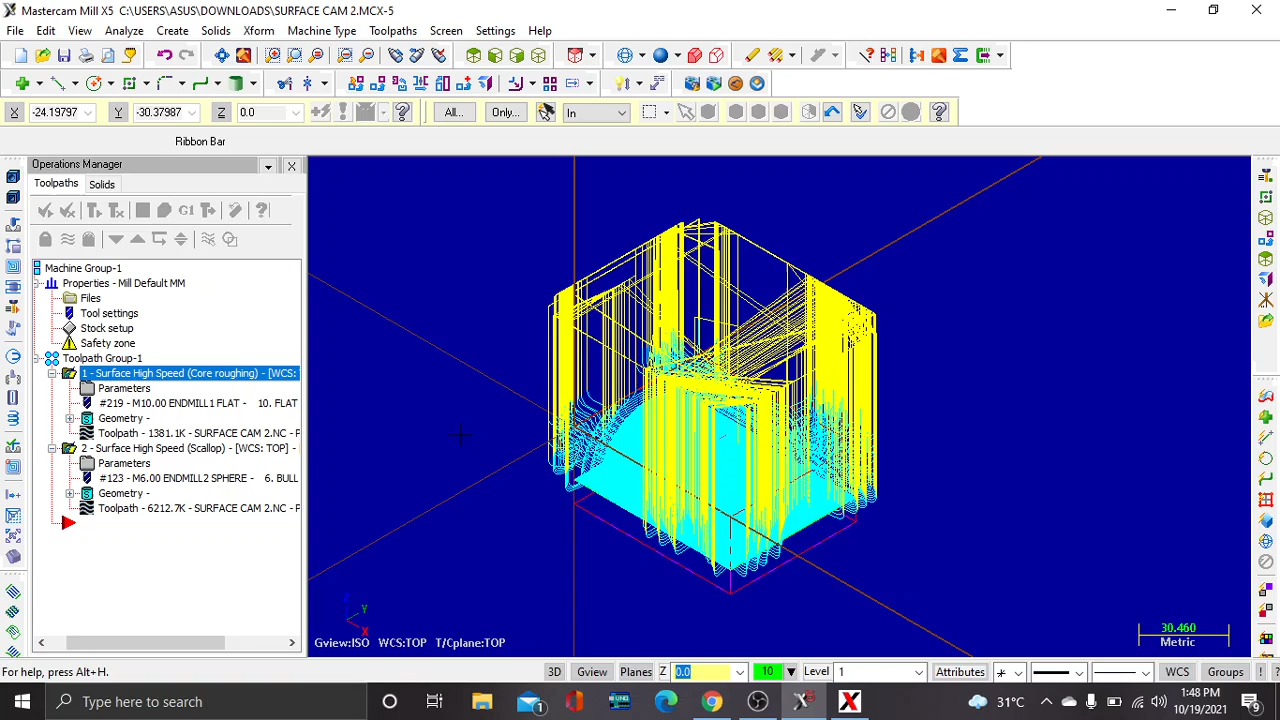 Mastercam Mill X5 C:\USERS\ASUS\DOWNLOADS\SURFACE CAM 2.MCX-5
File Edit View Analyze Create Solids Xform Machine Type Toolpaths Screen Settings Help
X -24.19797 Y -30.37987 Z 0.0 All... Only... In
Ribbon Bar
Operations Manager
Toolpaths Solids
G1
Machine Group-1
Properties - Mill Default MM
Files
Tool settings
Stock setup
Safety zone
Toolpath Group-1
1 - Surface High Speed (Core roughing) - [WCS:
Parameters
#219 - M10.00 ENDMILL1 FLAT - 10. FLAT
Geometry -
Toolpath - 1381.1K - SURFACE CAM 2.NC - P
2 - Surface High Speed (Scallop) - [WCS: TOP] -
Parameters
#123 - M6.00 ENDMILL2 SPHERE - 6. BULL
Geometry -
Toolpath - 6212.7K - SURFACE CAM 2.NC - P
Z
Y
X
Gview:ISO WCS:TOP T/Cplane:TOP
30.460
Metric
For help, press Alt+H.
3D Gview Planes Z 0.0 10 Level 1 Attributes WCS Groups
Type here to search
31°C
1:48 PM
10/19/2021